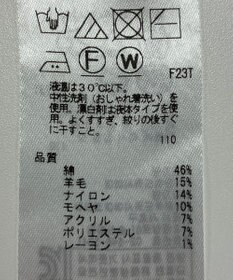 F W
F23T
液温は30℃以下。
中性洗剤(おしゃれ着洗い)を
使用。漂白剤は液体タイプを使
用。よくすすぎ、絞りの後すぐ
に干すこと。
110
品質
綿 46%
羊毛 15%
ナイロン 14%
モヘヤ 10%
アクリル 7%
ポリエステル 7%
レーヨン 1%